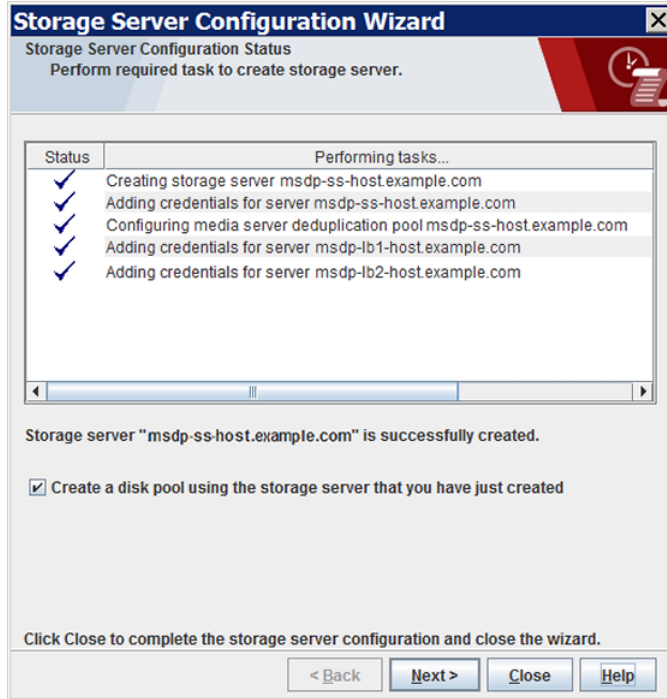 Storage Server Configuration Wizard
Storage Server Configuration Status
Perform required task to create storage server.
Status Performing tasks...
Creating storage server msdp-ss-host.example.com
Adding credentials for server msdp-ss-host.example.com
Configuring media server deduplication pool msdp-ss-host.example.com
Adding credentials for server msdp-lb1-host.example.com
Adding credentials for server msdp-lb2-host.example.com
Storage server "msdp-ss-host.example.com" is successfully created.
Create a disk pool using the storage server that you have just created
Click Close to complete the storage server configuration and close the wizard.
< Back Next > Close Help